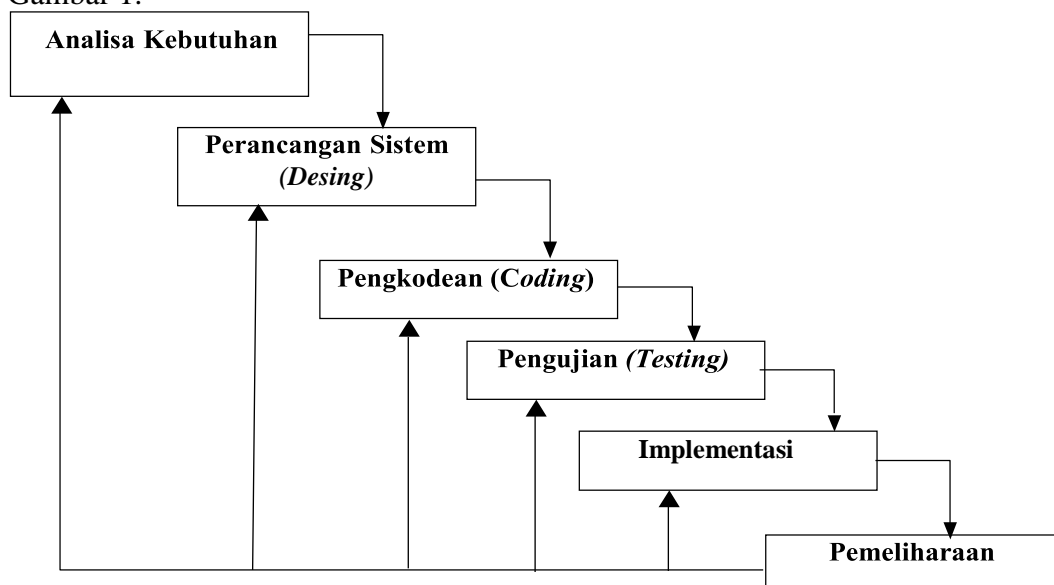 Gambar 1.
Analisa Kebutuhan
Perancangan Sistem
(Desing)
Pengkodean (Coding)
Pengujian (Testing)
Implementasi
Pemeliharaan